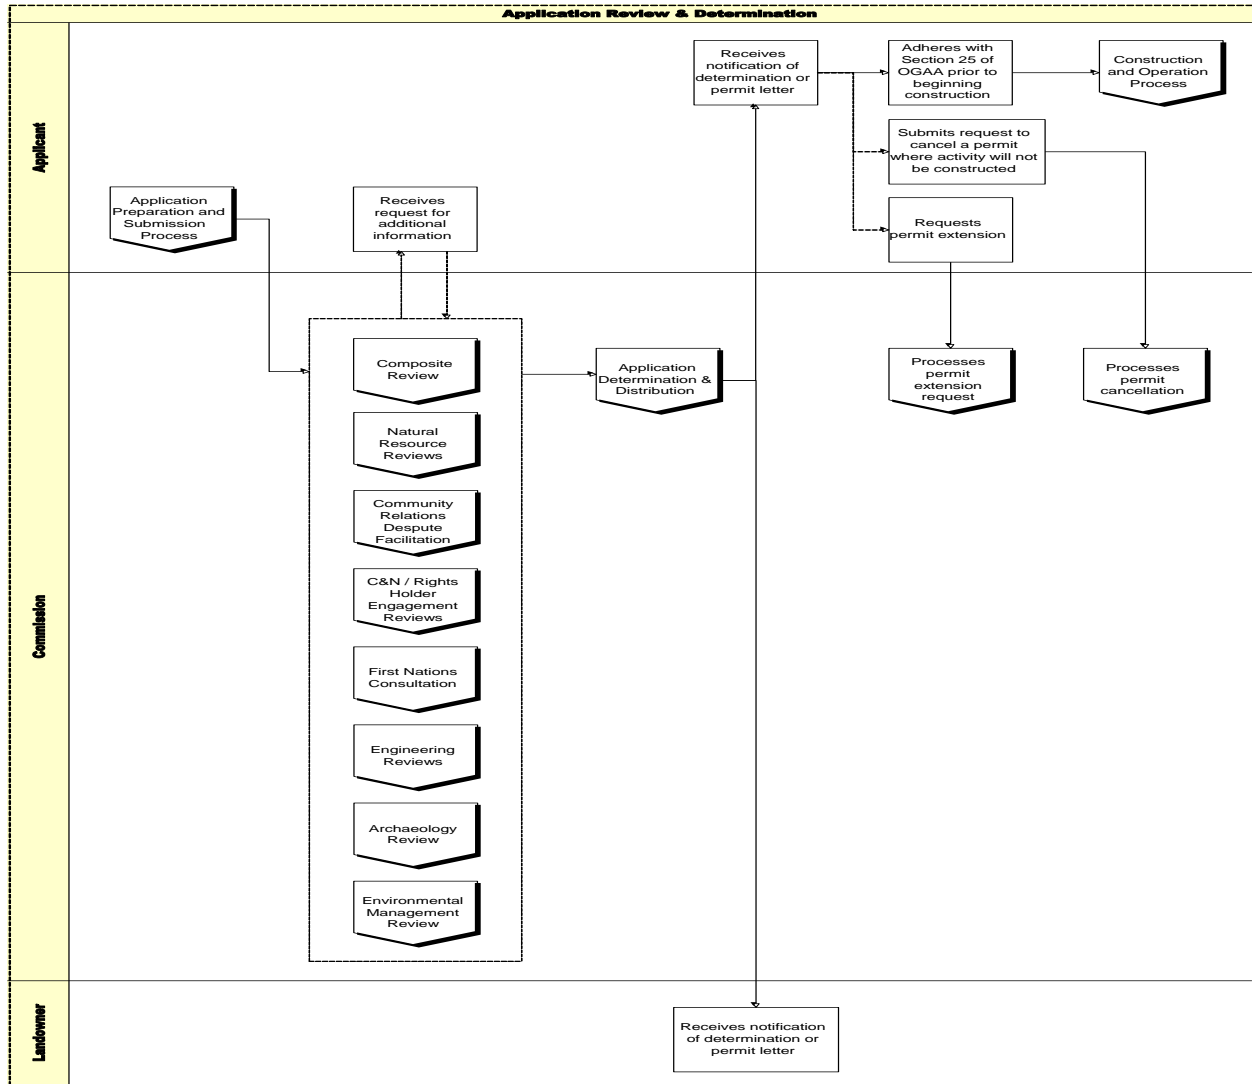 Application Review & Determination
Applicant
Receives
notification of
determination or
permit letter
Adheres with
Section 25 of
OGAA prior to
beginning
construction
Construction
and Operation
Process
Submits request to
cancel a permit
where activity will not
be constructed
Application
Preparation and
Submission
Process
Receives
request for
additional
information
Requests
permit extension
Commission
Composite
Review
Natural
Resource
Reviews
Community
Relations
Despute
Facilitation
C&N / Rights
Holder
Engagement
Reviews
First Nations
Consultation
Engineering
Reviews
Archaeology
Review
Environmental
Management
Review
Application
Determination &
Distribution
Processes
permit
extension
request
Processes
permit
cancellation
Landowner
Receives notification
of determination or
permit letter